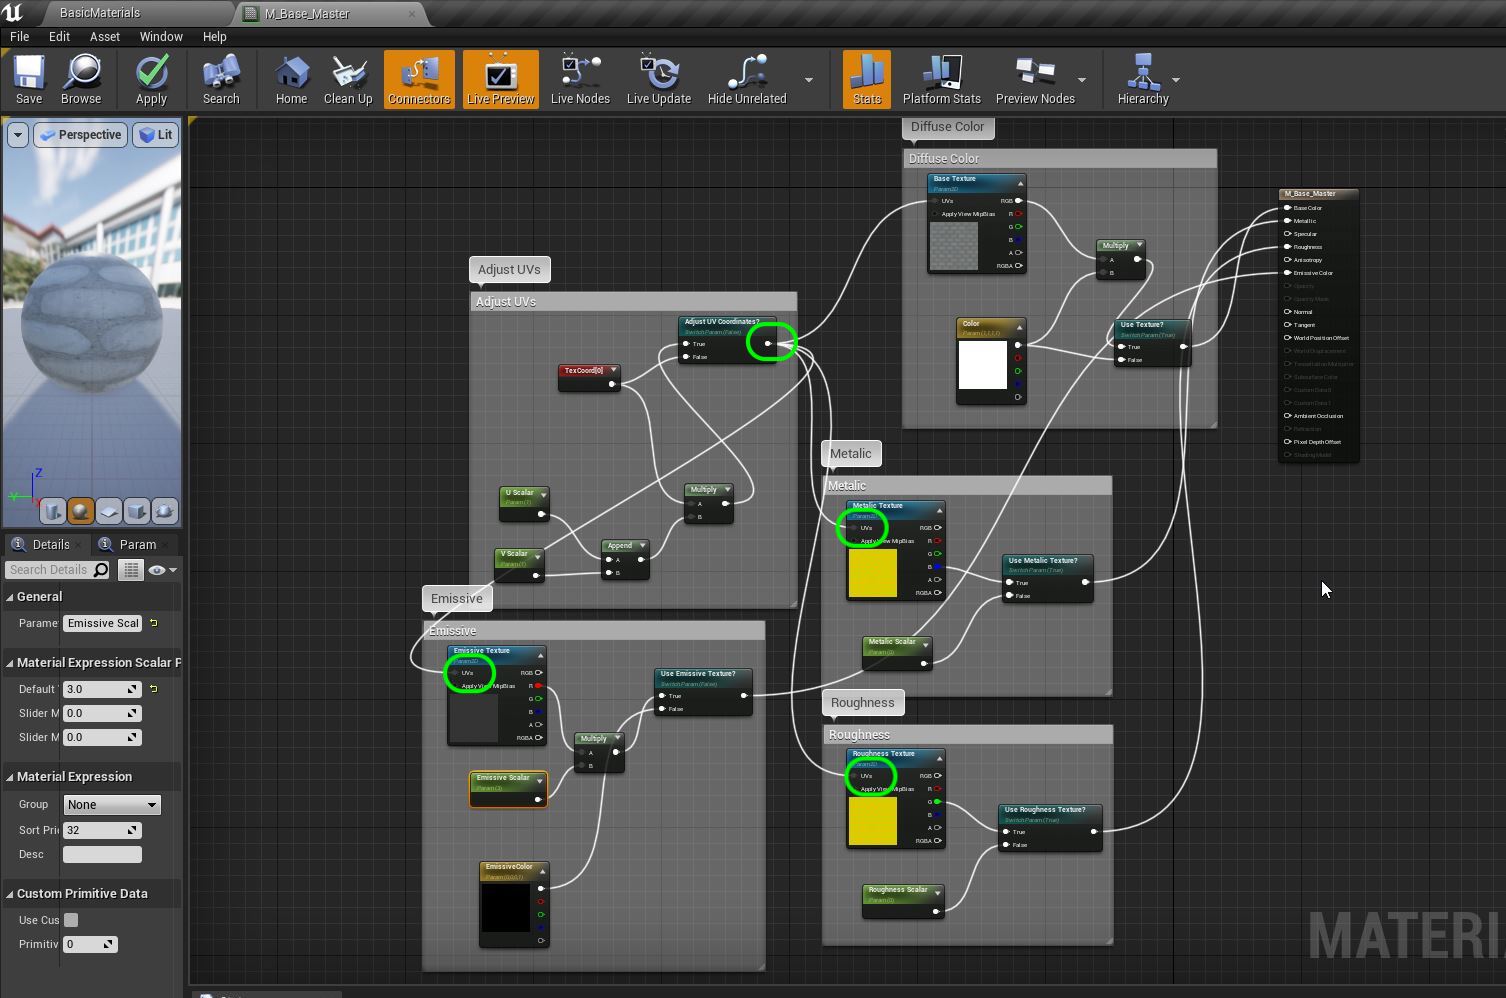 BasicMaterials
M_Base_Master
File Edit Asset Window Help
Save Browse Apply Search Home Clean Up Connectors Live Preview Live Nodes Live Update Hide Unrelated Stats Platform Stats Preview Nodes Hierarchy
Perspective Lit
Z
Y
Details Param
Search Details
General
Parame Emissive Scal
Material Expression Scalar P
Default 3.0
Slider M 0.0
Slider M 0.0
Material Expression
Group None
Sort Pri 32
Desc
Custom Primitive Data
Use Cus
Primitiv 0
Adjust UVs
Adjust UVs
Adjust UV Coordinates?
Switch Param (False)
True
False
TexCoord[0]
U Scalar
Param (1)
V Scalar
Param (1)
Append
A
B
Multiply
A
B
Diffuse Color
Diffuse Color
Base Texture
Param2D
UVs RGB
Apply View MipBias R
G
B
A
RGBA
Multiply
A
B
Color
Param (1,1,1,1)
Use Texture?
Switch Param (True)
True
False
M_Base_Master
Base Color
Metallic
Specular
Roughness
Anisotropy
Emissive Color
Opacity
Opacity Mask
Normal
Tangent
World Position Offset
World Displacement
Tessellation Multiplier
Subsurface Color
Custom Data 0
Custom Data 1
Ambient Occlusion
Refraction
Pixel Depth Offset
Shading Model
Metalic
Metalic
Metalic Texture
Param2D
UVs RGB
Apply View MipBias R
G
B
A
RGBA
Use Metalic Texture?
Switch Param (True)
True
False
Metalic Scalar
Param (0)
Emissive
Emissive
Emissive Texture
Param2D
UVs RGB
Apply View MipBias R
G
B
A
RGBA
Use Emissive Texture?
Switch Param (False)
True
False
Multiply
A
B
Emissive Scalar
Param (3)
EmissiveColor
Param (0,0,0,1)
Roughness
Roughness
Roughness Texture
Param2D
UVs RGB
Apply View MipBias R
G
B
A
RGBA
Use Roughness Texture?
Switch Param (True)
True
False
Roughness Scalar
Param (0)
MATERI